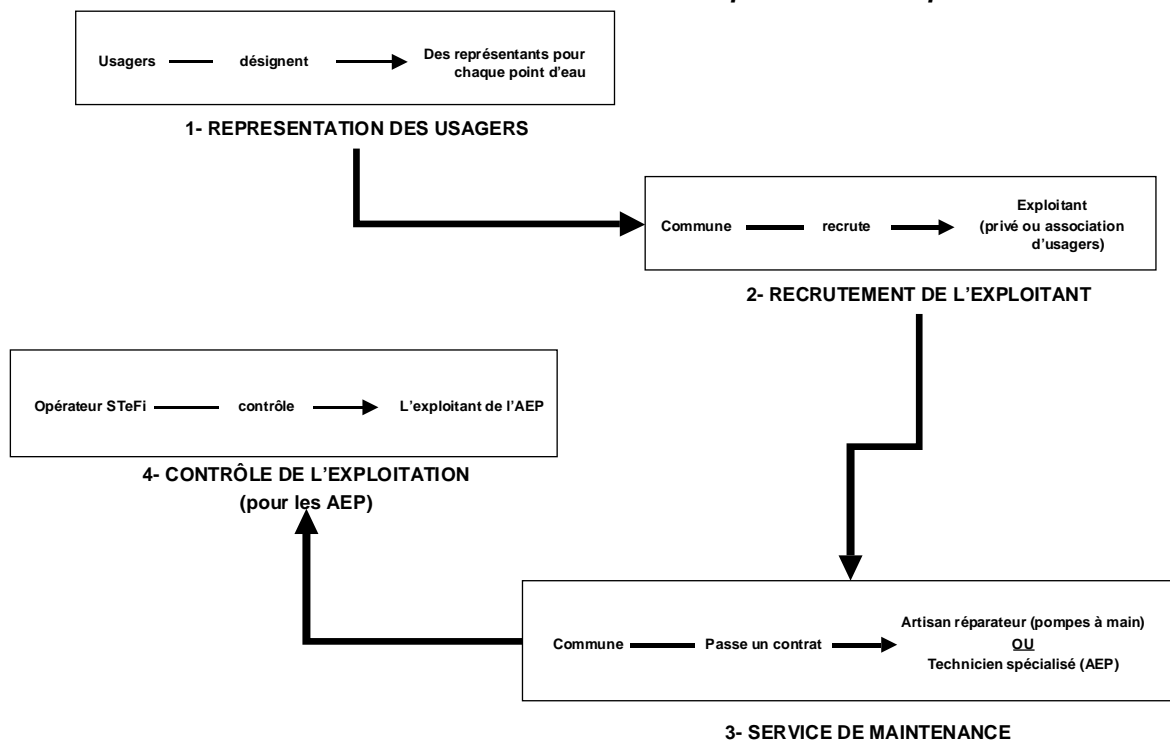 Usagers désignent Des représentants pour
chaque point d'eau
1- REPRESENTATION DES USAGERS
Commune recrute Exploitant
(privé ou association
d'usagers)
2- RECRUTEMENT DE L'EXPLOITANT
Opérateur STeFi contrôle L'exploitant de l'AEP
4- CONTRÔLE DE L'EXPLOITATION
(pour les AEP)
Commune Passe un contrat Artisan réparateur (pompes à main)
OU
Technicien spécialisé (AEP)
3- SERVICE DE MAINTENANCE